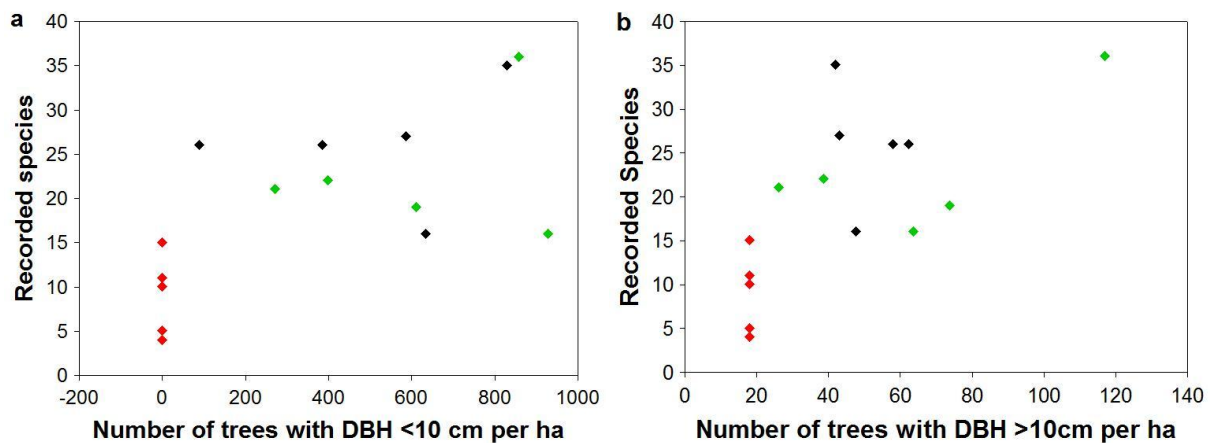 a
Recorded species
40
35
30
25
20
15
10
5
0
-200 0 200 400 600 800 1000
Number of trees with DBH <10 cm per ha
b
Recorded Species
40
35
30
25
20
15
10
5
0
0 20 40 60 80 100 120 140
Number of trees with DBH >10cm per ha